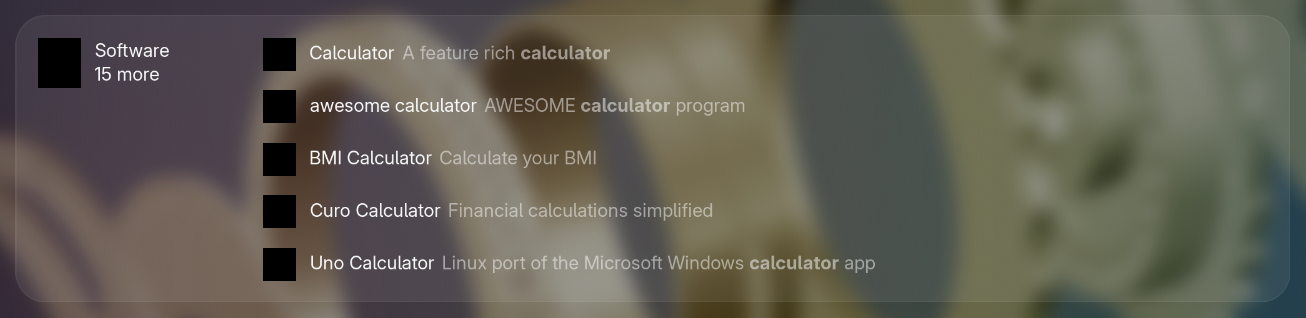 Software
15 more
Calculator A feature rich calculator
awesome calculator AWESOME calculator program
BMI Calculator Calculate your BMI
Curo Calculator Financial calculations simplified
Uno Calculator Linux port of the Microsoft Windows calculator app